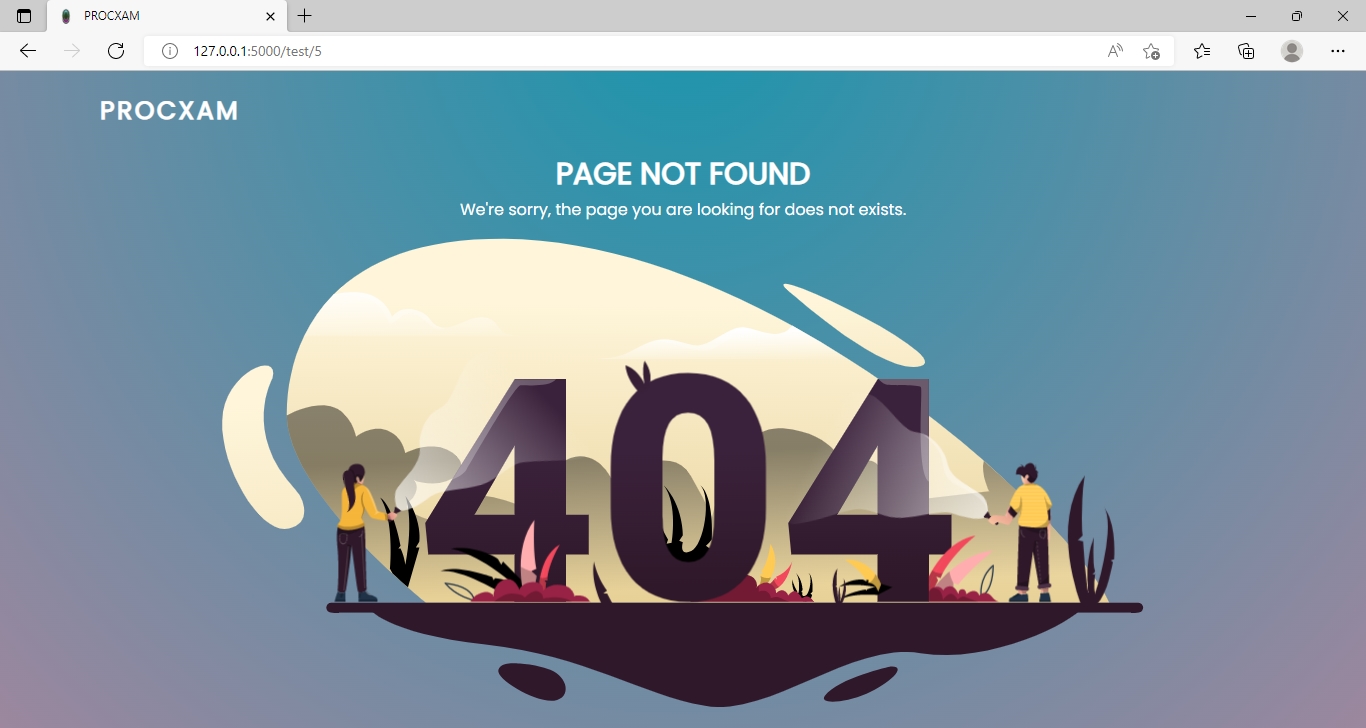 PROCXAM
127.0.0.1:5000/test/5
PROCXAM
PAGE NOT FOUND
We're sorry, the page you are looking for does not exists.
404